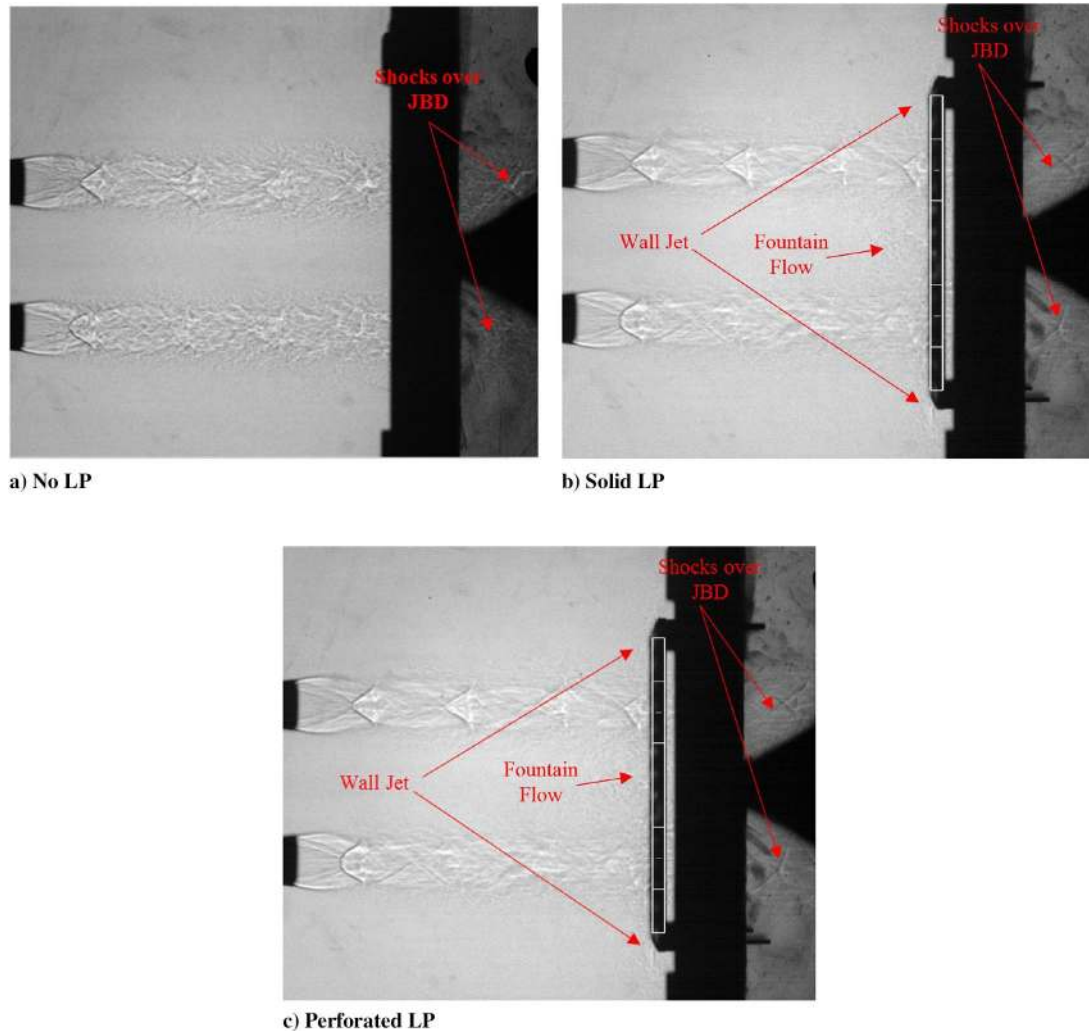 Shocks over
JBD
a) No LP
Shocks over
JBD
Wall Jet
Fountain
Flow
b) Solid LP
Shocks over
JBD
Wall Jet
Fountain
Flow
c) Perforated LP